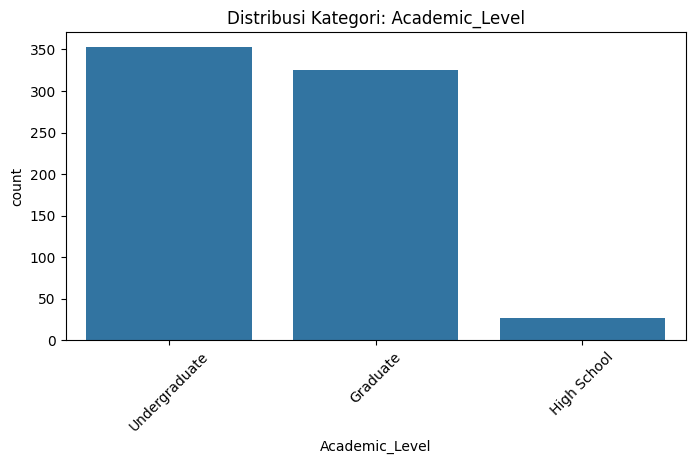 Distribusi Kategori: Academic_Level
350
300
250
200
150
100
50
0
count
Undergraduate
Graduate
High School
Academic_Level